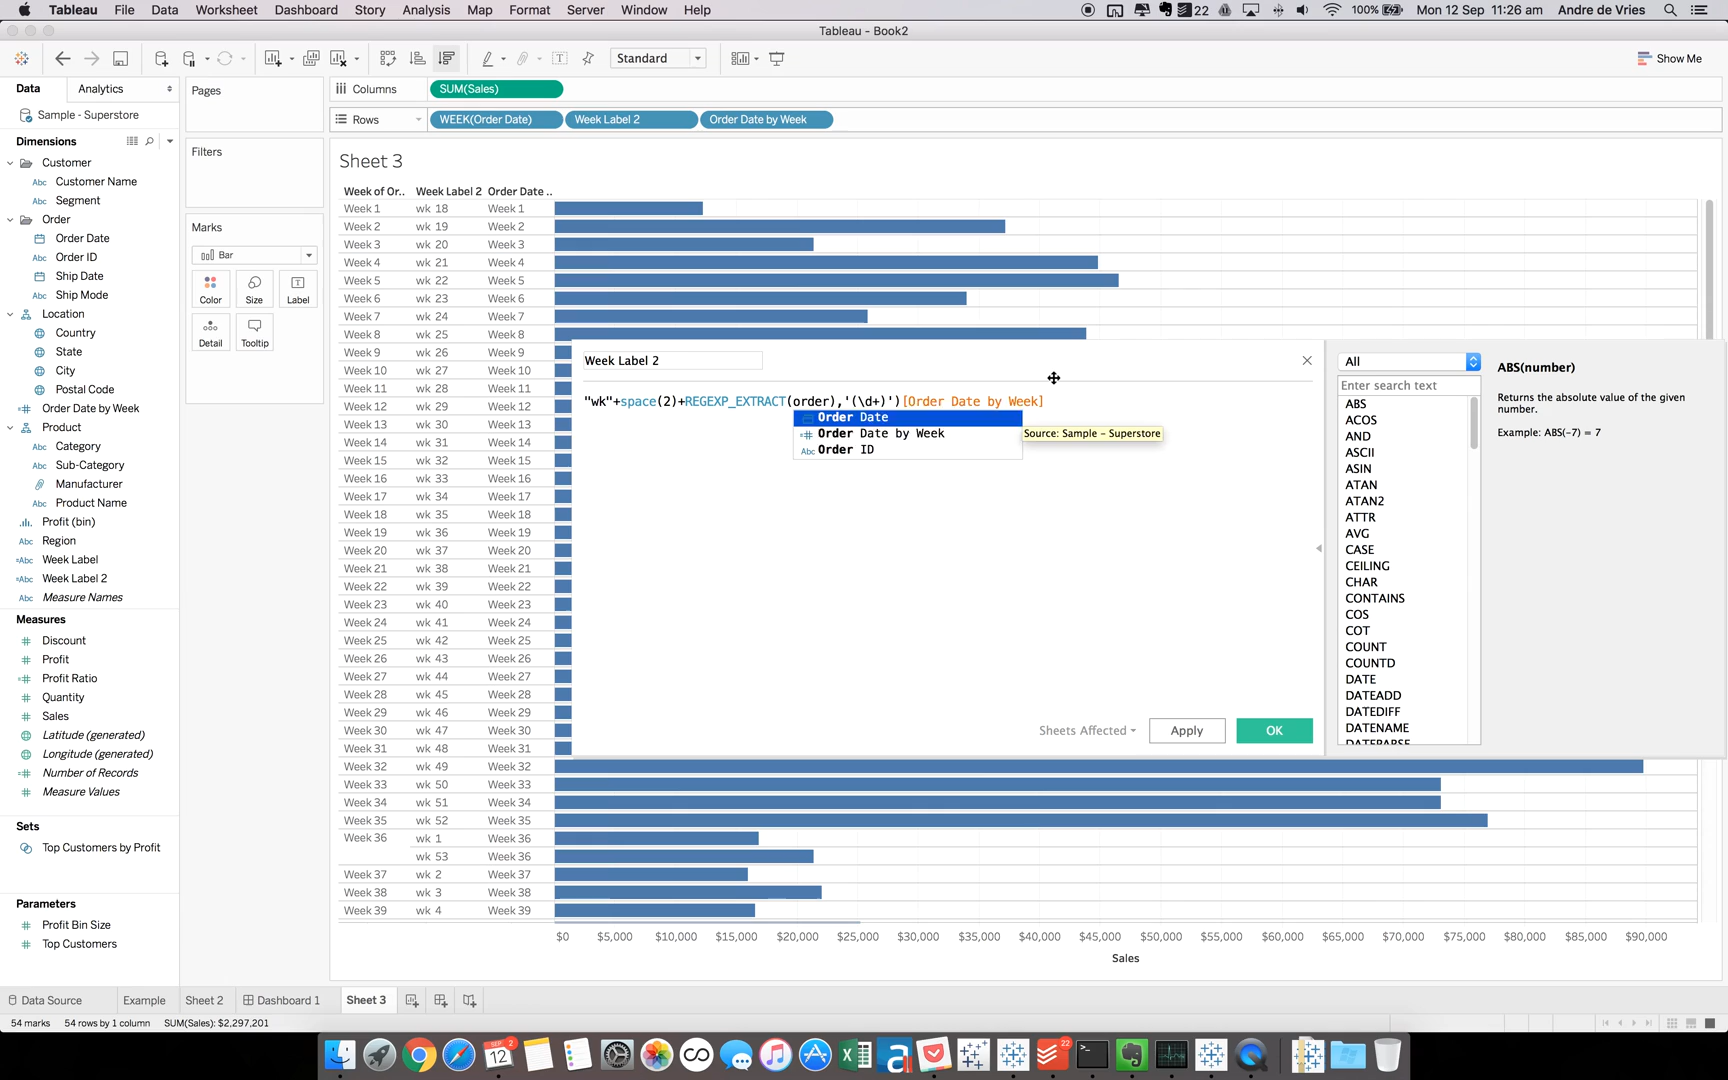 Tableau File Data Worksheet Dashboard Story Analysis Map Format Server Window Help
22 100% Mon 12 Sep 11:26 am Andre de Vries
Tableau - Book2
Standard
Show Me
Data Analytics
Sample - Superstore
Dimensions
Customer
Abc Customer Name
Abc Segment
Order
Order Date
Abc Order ID
Ship Date
Abc Ship Mode
Location
Country
State
City
Postal Code
Order Date by Week
Product
Abc Category
Abc Sub-Category
Manufacturer
Abc Product Name
Profit (bin)
Abc Region
=Abc Week Label
=Abc Week Label 2
Abc Measure Names
Measures
Discount
Profit
Profit Ratio
Quantity
Sales
Latitude (generated)
Longitude (generated)
Number of Records
Measure Values
Sets
Top Customers by Profit
Parameters
Profit Bin Size
Top Customers
Pages
Filters
Marks
Bar
Color Size Label
Detail Tooltip
Columns SUM(Sales)
Rows WEEK(Order Date) Week Label 2 Order Date by Week
Sheet 3
Week of Or.. Week Label 2 Order Date ..
Week 1 wk 18 Week 1
Week 2 wk 19 Week 2
Week 3 wk 20 Week 3
Week 4 wk 21 Week 4
Week 5 wk 22 Week 5
Week 6 wk 23 Week 6
Week 7 wk 24 Week 7
Week 8 wk 25 Week 8
Week 9 wk 26 Week 9
Week 10 wk 27 Week 10
Week 11 wk 28 Week 11
Week 12 wk 29 Week 12
Week 13 wk 30 Week 13
Week 14 wk 31 Week 14
Week 15 wk 32 Week 15
Week 16 wk 33 Week 16
Week 17 wk 34 Week 17
Week 18 wk 35 Week 18
Week 19 wk 36 Week 19
Week 20 wk 37 Week 20
Week 21 wk 38 Week 21
Week 22 wk 39 Week 22
Week 23 wk 40 Week 23
Week 24 wk 41 Week 24
Week 25 wk 42 Week 25
Week 26 wk 43 Week 26
Week 27 wk 44 Week 27
Week 28 wk 45 Week 28
Week 29 wk 46 Week 29
Week 30 wk 47 Week 30
Week 31 wk 48 Week 31
Week 32 wk 49 Week 32
Week 33 wk 50 Week 33
Week 34 wk 51 Week 34
Week 35 wk 52 Week 35
Week 36 wk 1 Week 36
wk 53 Week 36
Week 37 wk 2 Week 37
Week 38 wk 3 Week 38
Week 39 wk 4 Week 39
$0 $5,000 $10,000 $15,000 $20,000 $25,000 $30,000 $35,000 $40,000 $45,000 $50,000 $55,000 $60,000 $65,000 $70,000 $75,000 $80,000 $85,000 $90,000
Sales
Week Label 2
"wk"+space(2)+REGEXP_EXTRACT(order),'(\d+)')[Order Date by Week]
Order Date
Order Date by Week
Abc Order ID
Source: Sample - Superstore
Sheets Affected Apply OK
All
Enter search text
ABS
ACOS
AND
ASCII
ASIN
ATAN
ATAN2
ATTR
AVG
CASE
CEILING
CHAR
CONTAINS
COS
COT
COUNT
COUNTD
DATE
DATEADD
DATEDIFF
DATENAME
DATEPARSE
ABS(number)
Returns the absolute value of the given
number.
Example: ABS(-7) = 7
Data Source Example Sheet 2 Dashboard 1 Sheet 3
54 marks 54 rows by 1 column SUM(Sales): $2,297,201
SEP 2
12
22